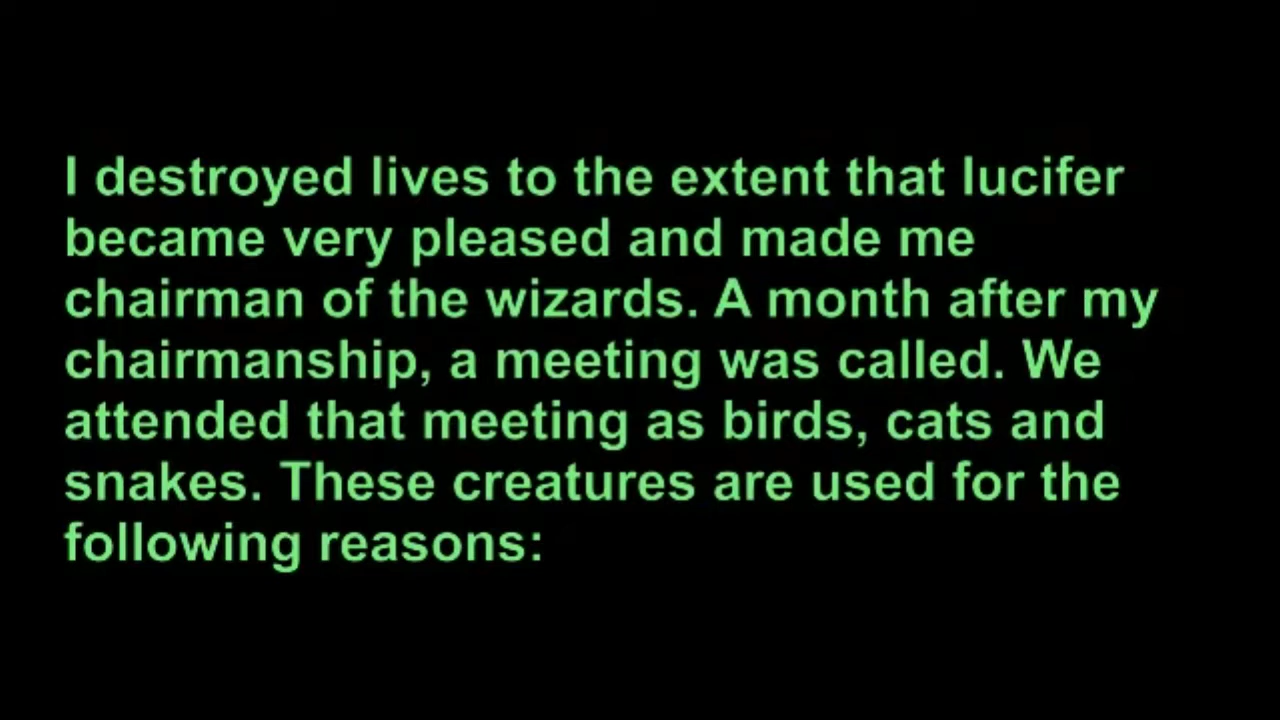 I destroyed lives to the extent that lucifer
became very pleased and made me
chairman of the wizards. A month after my
chairmanship, a meeting was called. We
attended that meeting as birds, cats and
snakes. These creatures are used for the
following reasons: